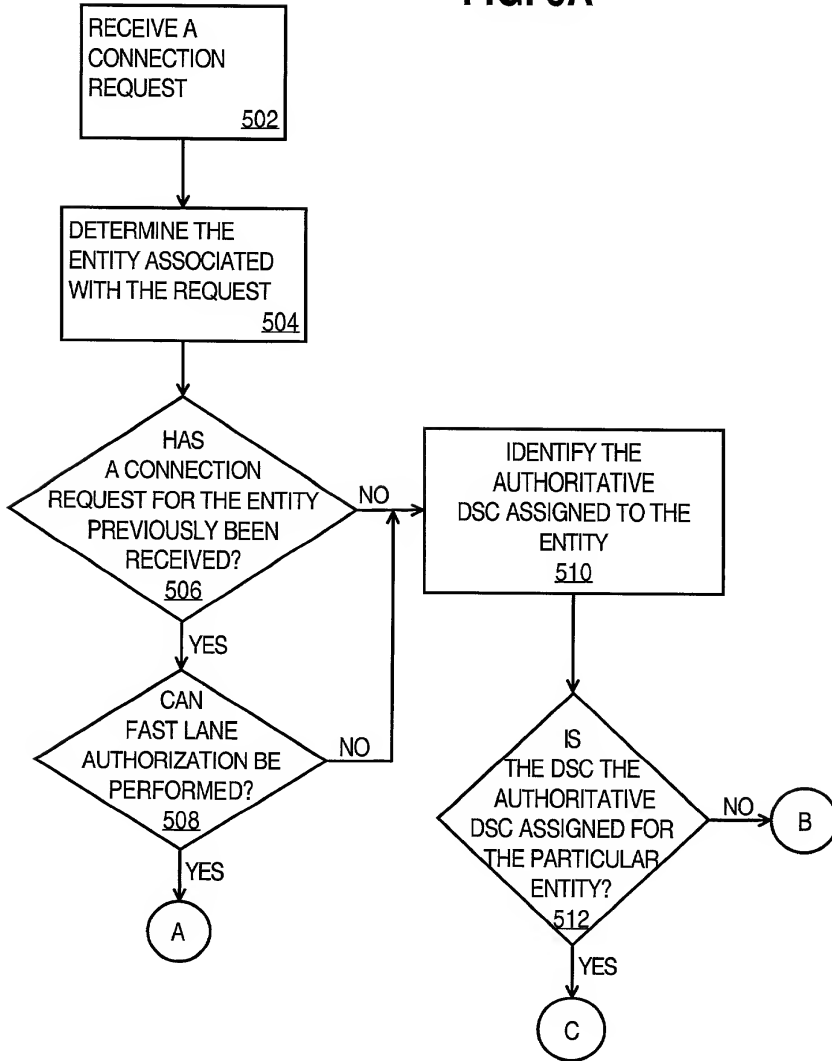 RECEIVE A
CONNECTION
REQUEST
502
DETERMINE THE
ENTITY ASSOCIATED
WITH THE REQUEST
504
HAS
A CONNECTION
REQUEST FOR THE ENTITY
PREVIOUSLY BEEN
RECEIVED?
506
NO
YES
CAN
FAST LANE
AUTHORIZATION BE
PERFORMED?
508
NO
YES
A
IDENTIFY THE
AUTHORITATIVE
DSC ASSIGNED TO THE
ENTITY
510
IS
THE DSC THE
AUTHORITATIVE
DSC ASSIGNED FOR
THE PARTICULAR
ENTITY?
512
NO
B
YES
C